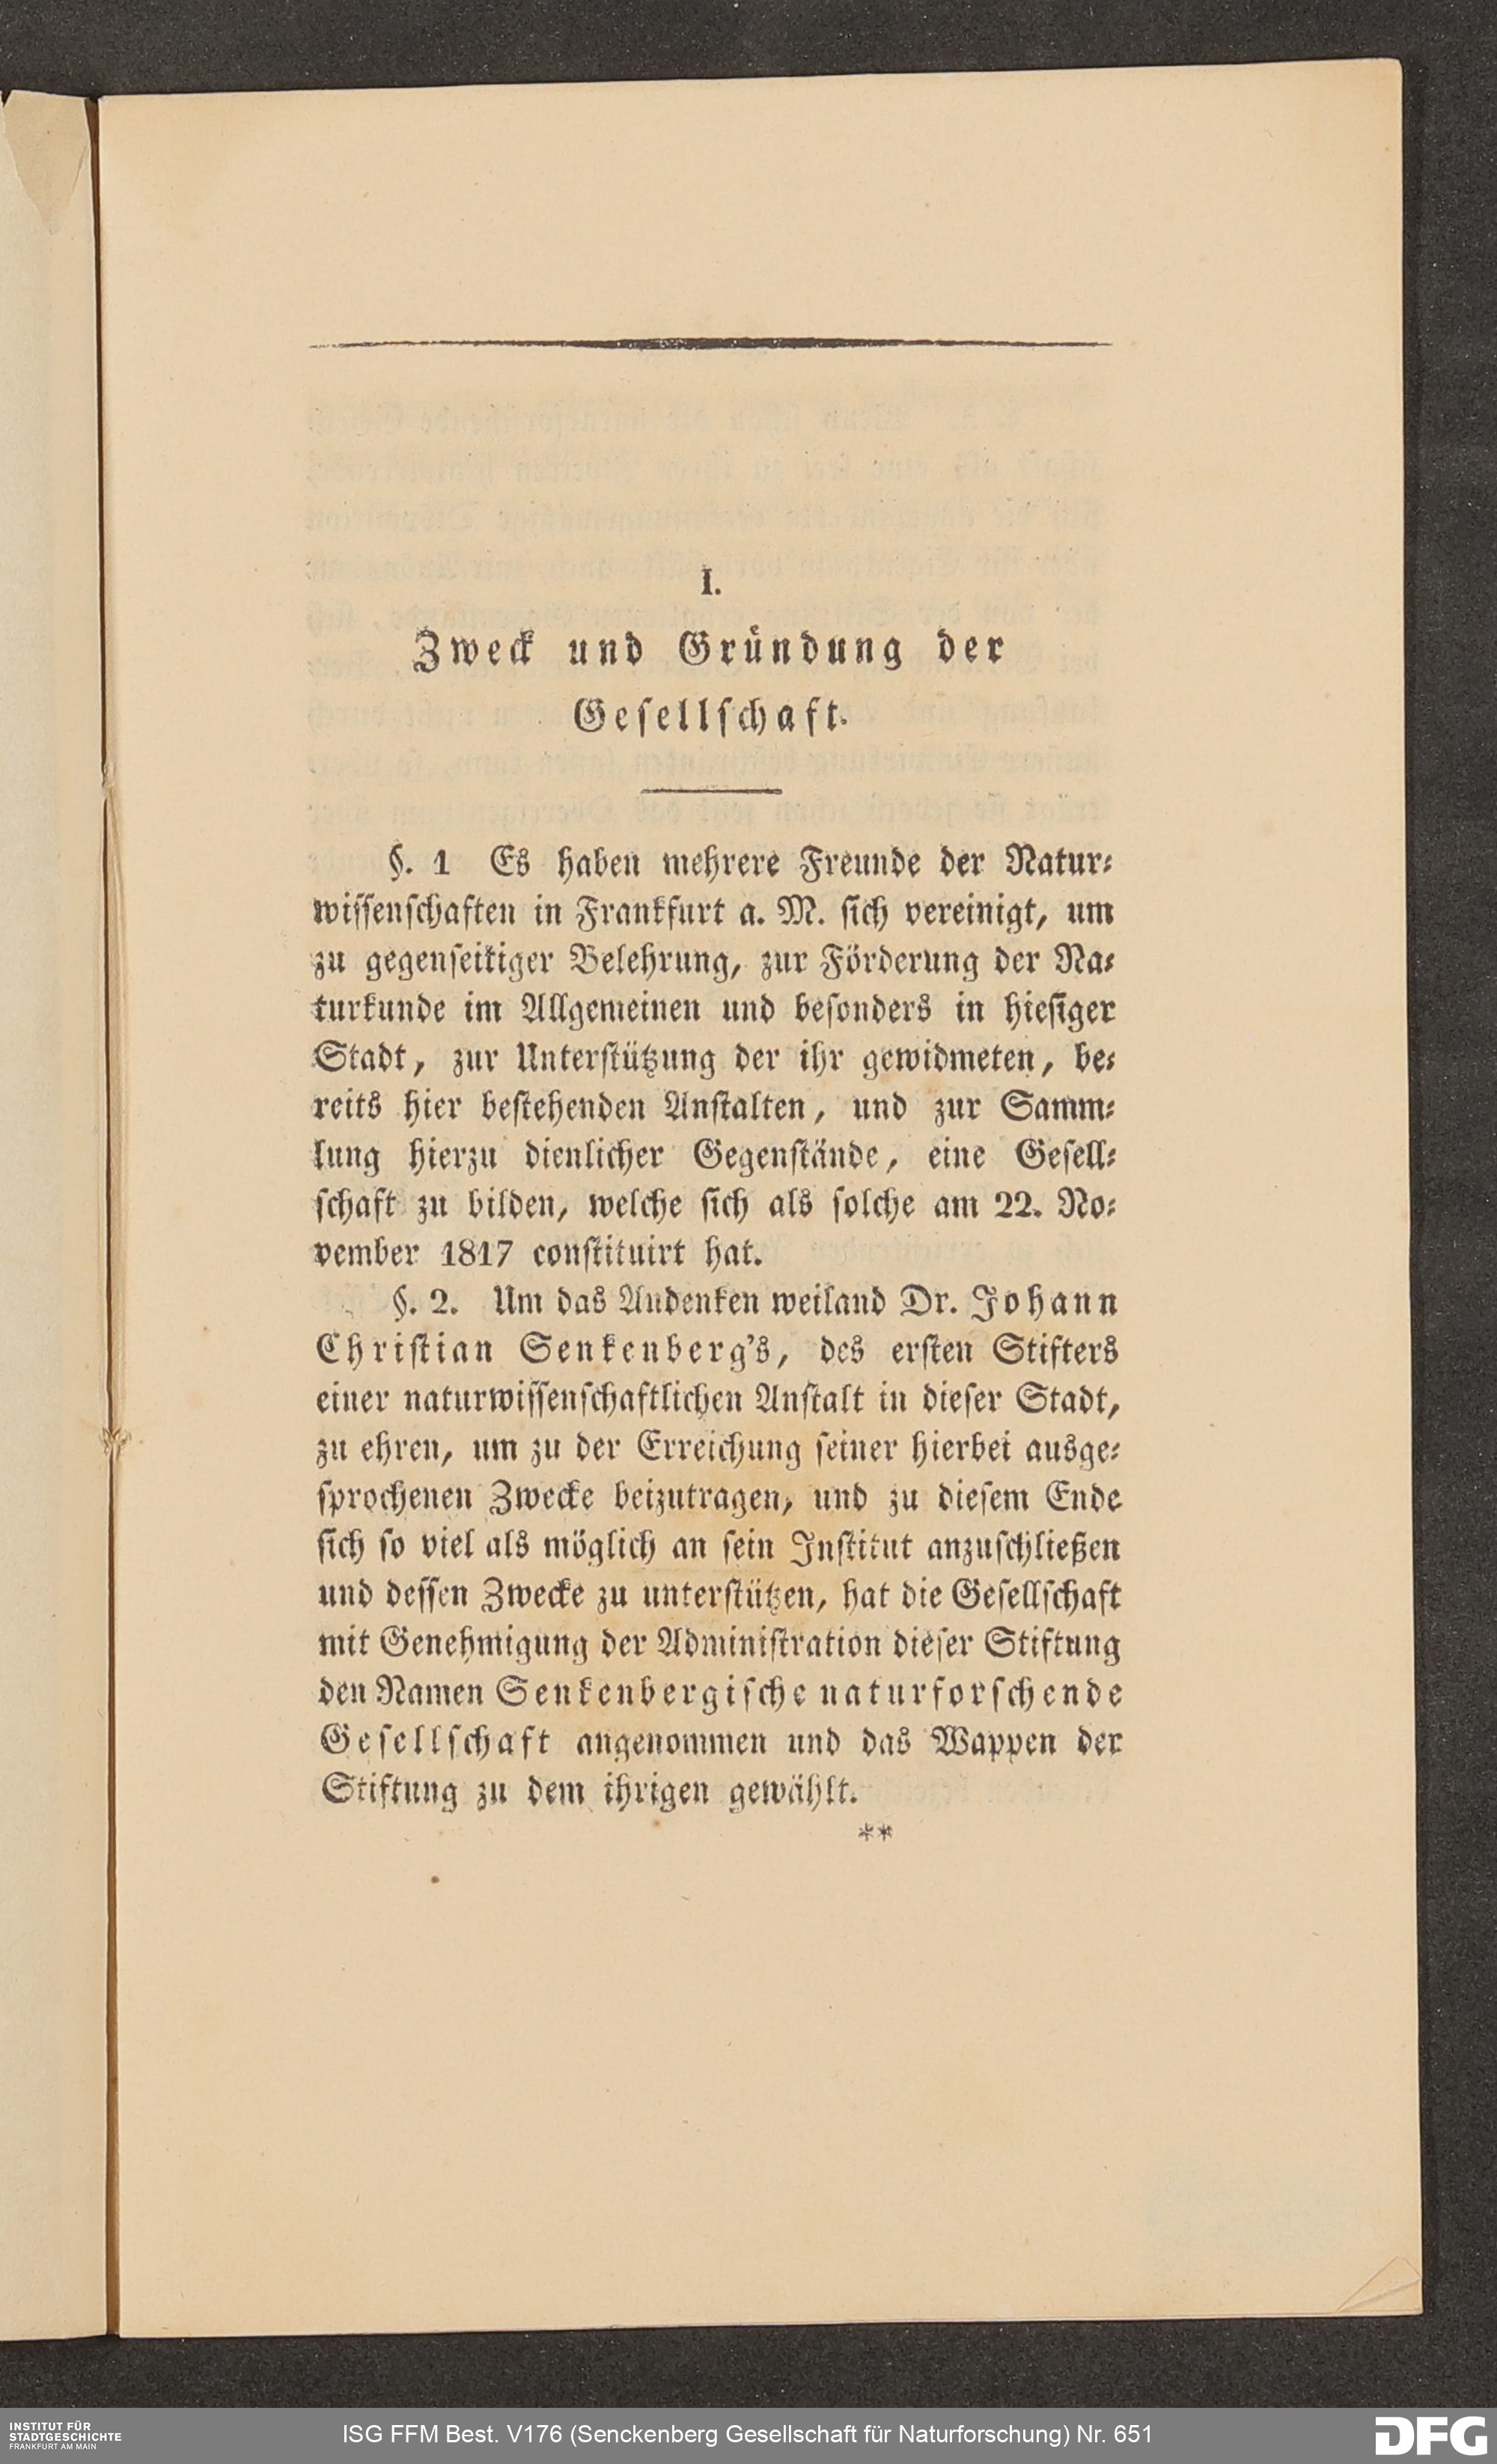 I.
Zweck und Gründung der
Gesellschaft.
§. 1 Es haben mehrere Freunde der Natur⸗
wissenschaften in Frankfurt a. M. sich vereinigt, um
zu gegenseitiger Belehrung, zur Förderung der Na⸗
turkunde im Allgemeinen und besonders in hiesiger
Stadt, zur Unterstützung der ihr gewidmeten, be⸗
reits hier bestehenden Anstalten, und zur Samm⸗
lung hierzu dienlicher Gegenstände, eine Gesell⸗
schaft zu bilden, welche sich als solche am 22. No⸗
vember 1817 constituirt hat.
§. 2. Um das Andenken weiland Dr. Johann
Christian Senkenberg's, des ersten Stifters
einer naturwissenschaftlichen Anstalt in dieser Stadt,
zu ehren, um zu der Erreichung seiner hierbei ausge⸗
sprochenen Zwecke beizutragen, und zu diesem Ende
sich so viel als möglich an sein Institut anzuschließen
und dessen Zwecke zu unterstützen, hat die Gesellschaft
mit Genehmigung der Administration dieser Stiftung
den Namen Senkenbergische naturforschende
Gesellschaft angenommen und das Wappen der
Stiftung zu dem ihrigen gewählt.
**
INSTITUT FÜR
STADTGESCHICHTE
FRANKFURT AM MAIN
ISG FFM Best. V176 (Senckenberg Gesellschaft für Naturforschung) Nr. 651
DFG